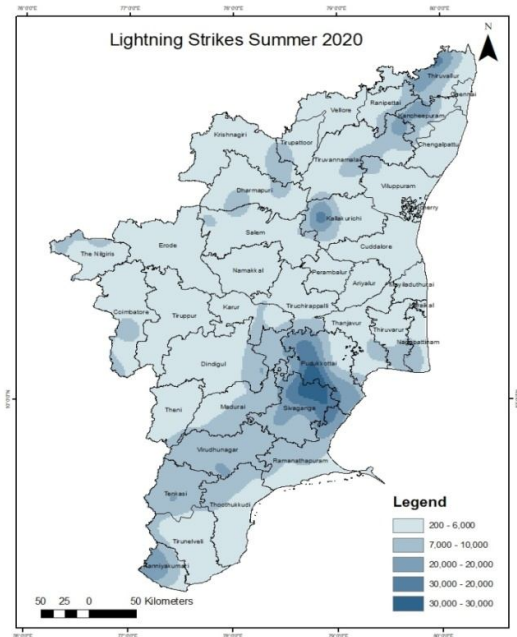 Lightning Strikes Summer 2020
N
Thiruvallur
Chennai
Ranipettai
Vellore
Kancheepuram
Krishnagiri
Tirupattoor
Chengalpattu
Tiruvannamalai
Dharmapuri
Viluppuram
Kallakurichi
Salem
Cuddalore
The Nilgiris
Erode
Namakkal
Perambalur
Ariyalur
Coimbatore
Tiruppur
Karur
Tiruchirappalli
Thanjavur
Thiruvarur
Nagapattinam
Dindigul
Pudukkottai
Theni
Madurai
Sivaganga
Virudhunagar
Ramanathapuram
Tenkasi
Thoothukkudi
Tirunelveli
Kanniyakumari
Legend
200 - 6,000
7,000 - 10,000
20,000 - 20,000
30,000 - 20,000
30,000 - 30,000
50 25 0 50 Kilometers